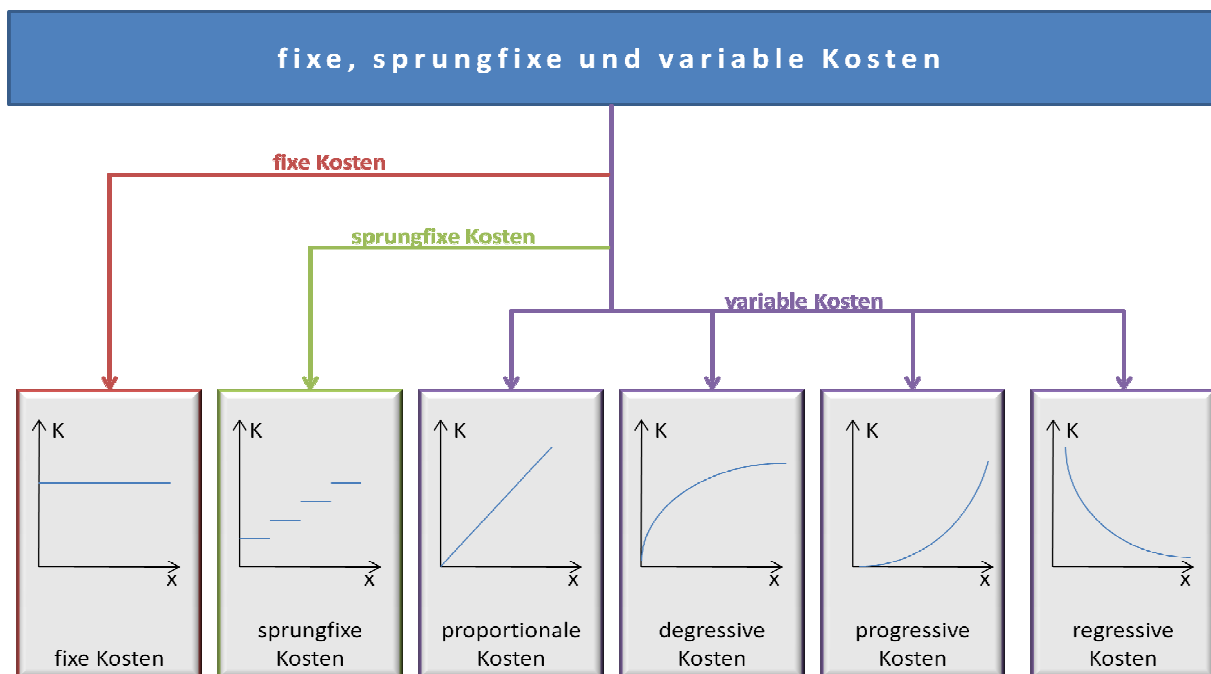 fixe, sprungfixe und variable Kosten
fixe Kosten
sprungfixe Kosten
variable Kosten
K
x
fixe Kosten
K
x
sprungfixe
Kosten
K
x
proportionale
Kosten
K
x
degressive
Kosten
K
x
progressive
Kosten
K
x
regressive
Kosten